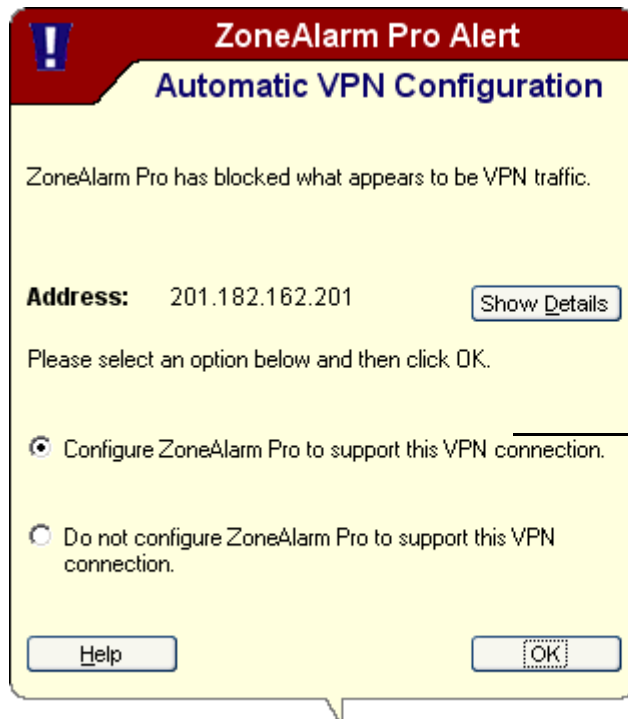 ZoneAlarm Pro Alert
Automatic VPN Configuration
ZoneAlarm Pro has blocked what appears to be VPN traffic.
Address: 201.182.162.201 Show Details
Please select an option below and then click OK.
Configure ZoneAlarm Pro to support this VPN connection.
Do not configure ZoneAlarm Pro to support this VPN
connection.
Help OK